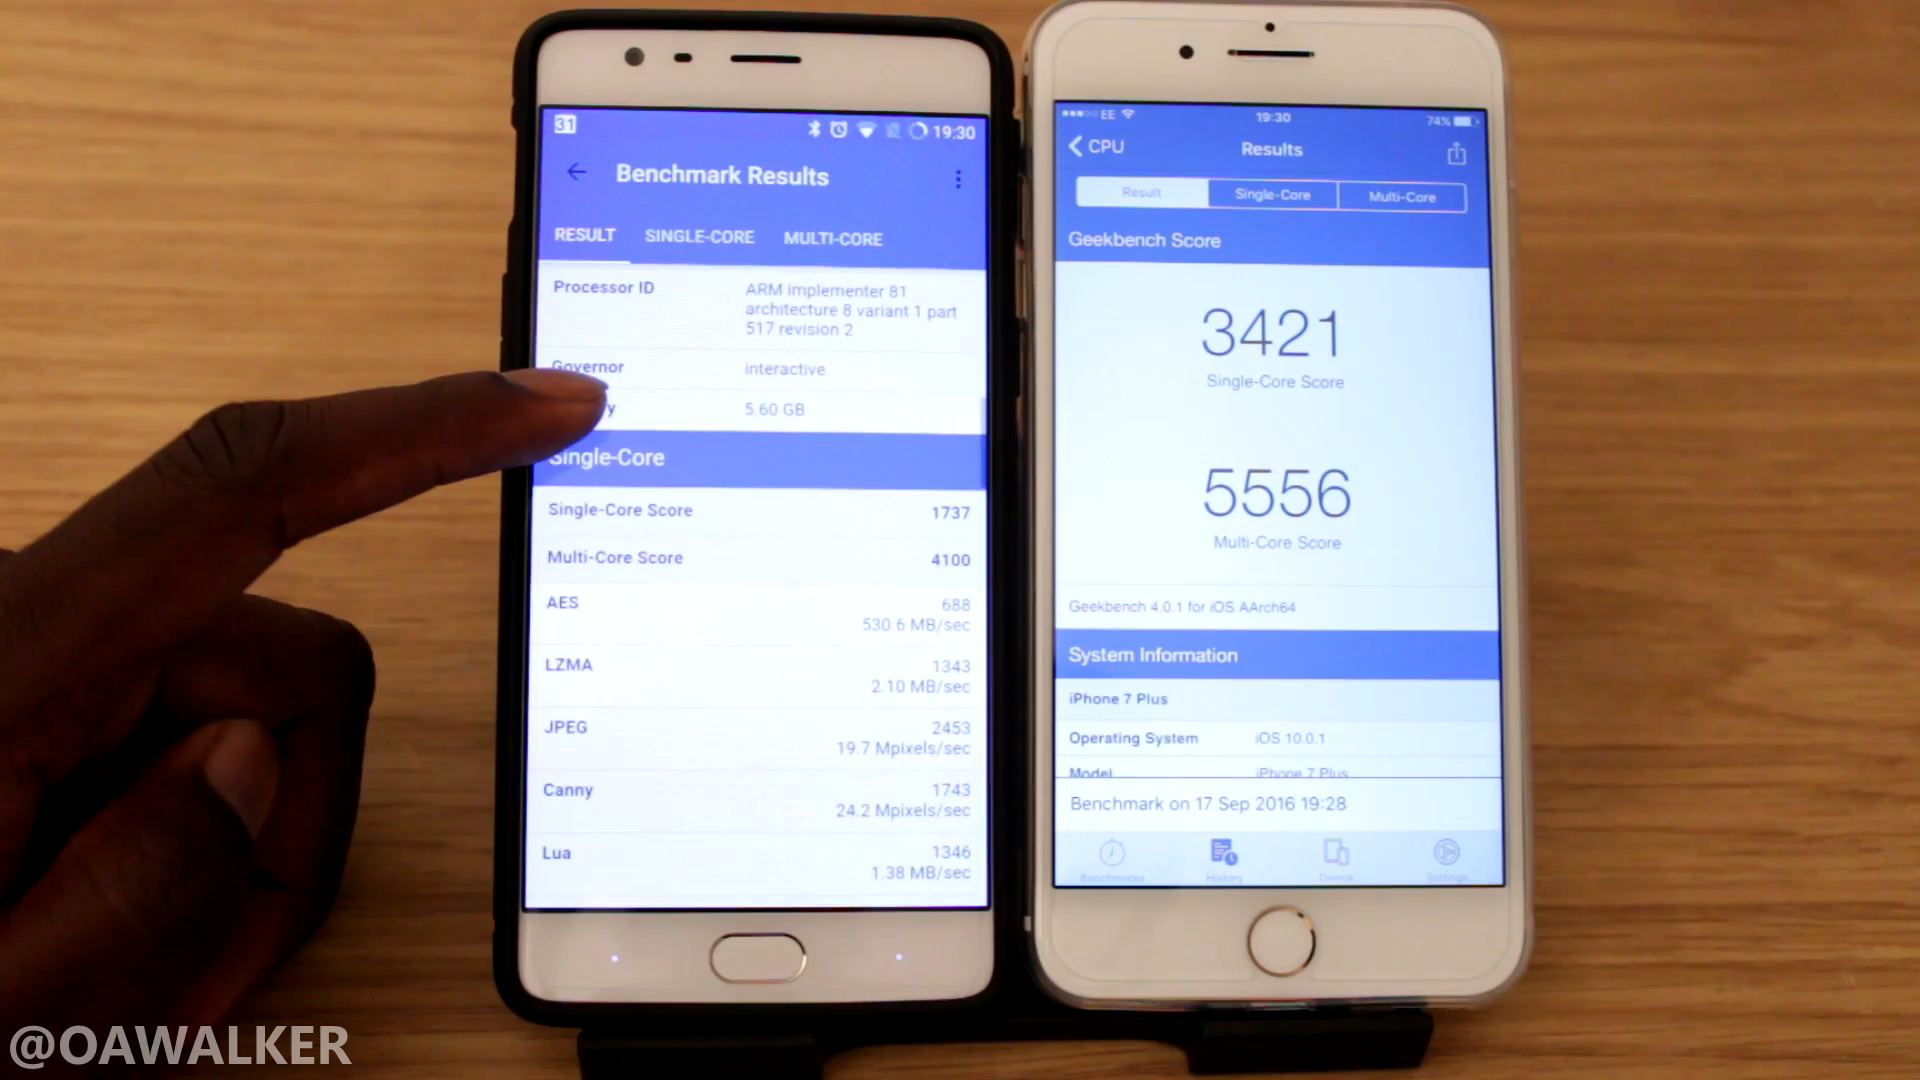 31
19:30
Benchmark Results
RESULT SINGLE-CORE MULTI-CORE
Processor ID ARM implementer 81
architecture 8 variant 1 part
517 revision 2
Governor interactive
5.60 GB
Single-Core
Single-Core Score 1737
Multi-Core Score 4100
AES 688
530.6 MB/sec
LZMA 1343
2.10 MB/sec
JPEG 2453
19.7 Mpixels/sec
Canny 1743
24.2 Mpixels/sec
Lua 1346
1.38 MB/sec
EE 19:30 74%
CPU Results
Result Single-Core Multi-Core
Geekbench Score
3421
Single-Core Score
5556
Multi-Core Score
Geekbench 4.0.1 for iOS AArch64
System Information
iPhone 7 Plus
Operating System iOS 10.0.1
Model iPhone 7 Plus
Benchmark on 17 Sep 2016 19:28
Benchmarks History Device Settings
@OAWALKER